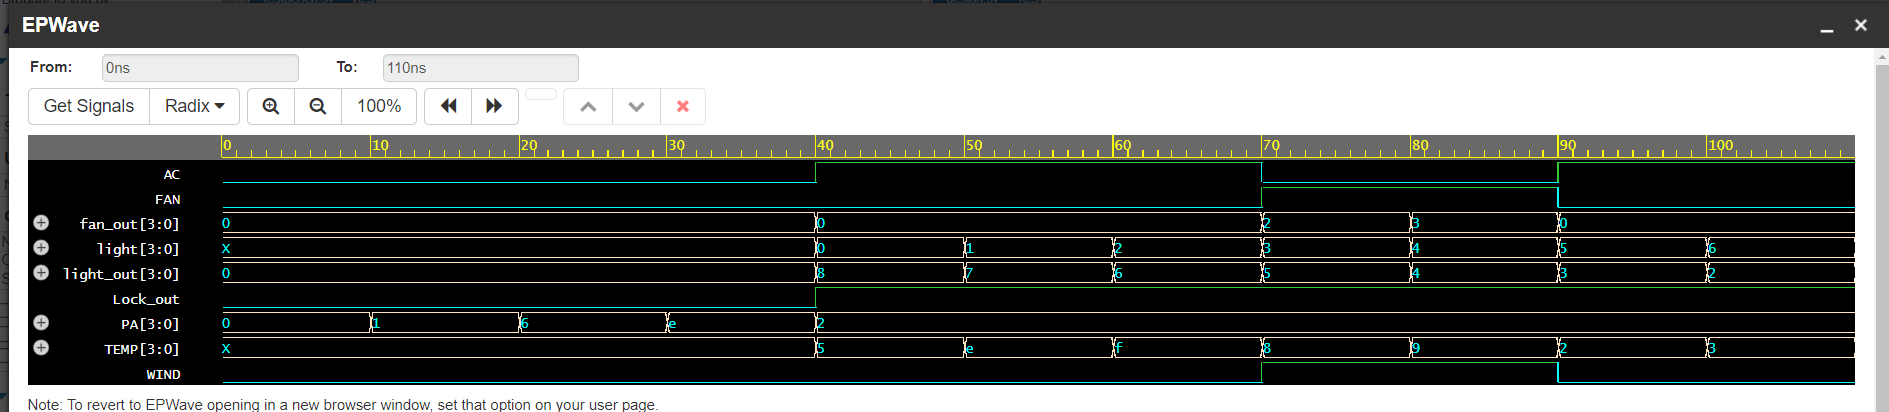 EPWave
From: 0ns To: 110ns
Get Signals Radix 100%
0 10 20 30 40 50 60 70 80 90 100
AC
FAN
fan_out[3:0] 0 0 2 3 0
light[3:0] X 0 1 2 3 4 5 6
light_out[3:0] 0 8 7 6 5 4 3 2
Lock_out
PA[3:0] 0 1 6 e 2
TEMP[3:0] X 5 e f 8 9 2 3
WIND
Note: To revert to EPWave opening in a new browser window, set that option on your user page.